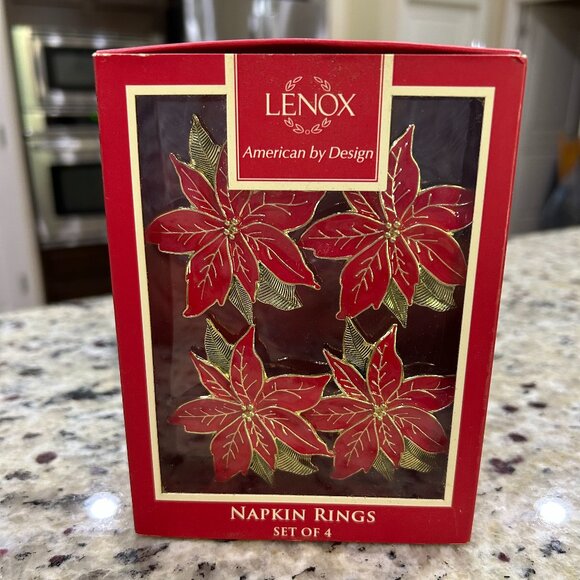 LENOX
American by Design
NAPKIN RINGS
SET OF 4